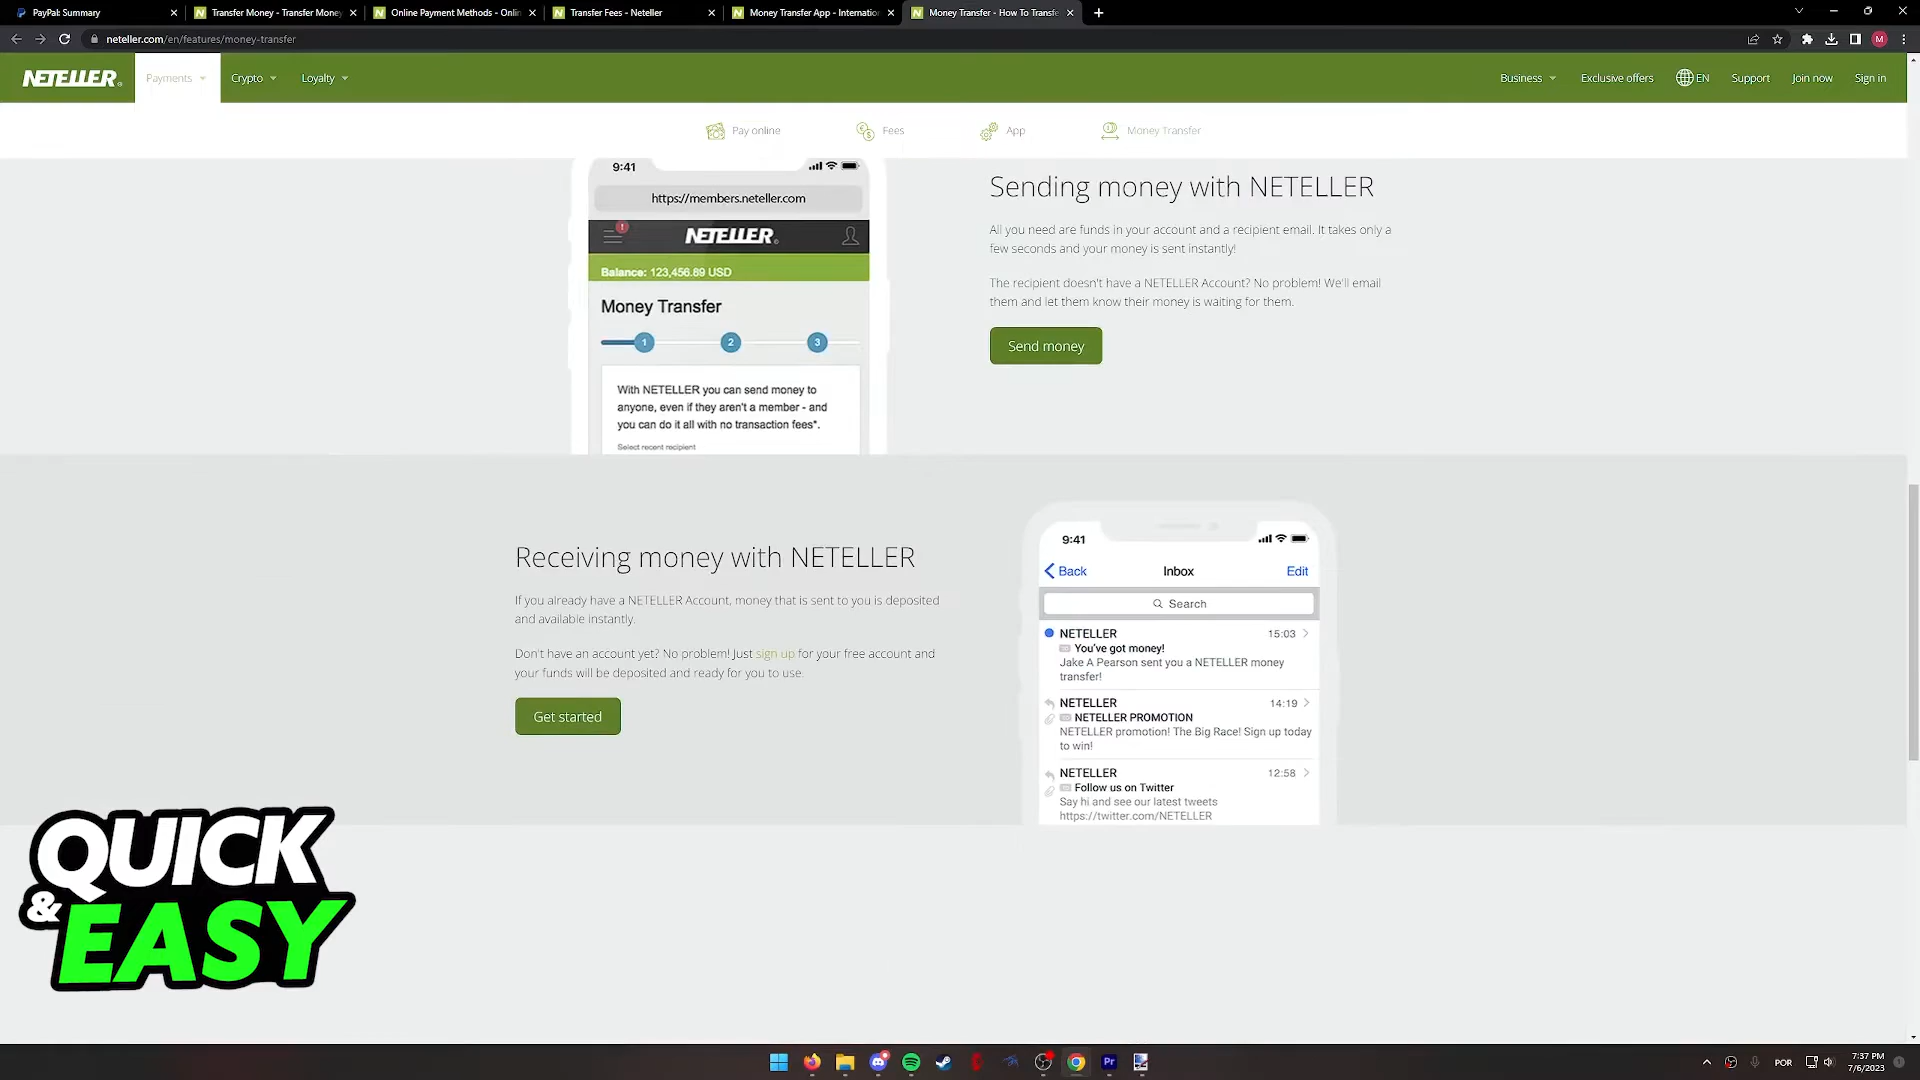 PayPal: Summary
Transfer Money - Transfer Money
Online Payment Methods - Onlin
Transfer Fees - Neteller
Money Transfer App - Internatio
Money Transfer - How To Transfe
neteller.com/en/features/money-transfer
M
NETELLER
Payments
Crypto
Loyalty
Business
Exclusive offers
EN
Support
Join now
Sign in
Pay online
Fees
App
Money Transfer
9:41
https://members.neteller.com
NETELLER
Balance: 123,456.89 USD
Money Transfer
1 2 3
With NETELLER you can send money to
anyone, even if they aren't a member - and
you can do it all with no transaction fees*.
Select recent recipient
Sending money with NETELLER
All you need are funds in your account and a recipient email. It takes only a
few seconds and your money is sent instantly!
The recipient doesn't have a NETELLER Account? No problem! We'll email
them and let them know their money is waiting for them.
Send money
Receiving money with NETELLER
If you already have a NETELLER Account, money that is sent to you is deposited
and available instantly.
Don't have an account yet? No problem! Just sign up for your free account and
your funds will be deposited and ready for you to use.
Get started
9:41
Back
Inbox
Edit
Search
NETELLER 15:03
You've got money!
Jake A Pearson sent you a NETELLER money
transfer!
NETELLER 14:19
NETELLER PROMOTION
NETELLER promotion! The Big Race! Sign up today
to win!
NETELLER 12:58
Follow us on Twitter
Say hi and see our latest tweets
https://twitter.com/NETELLER
QUICK
& EASY
Pr
POR
7:37 PM
7/6/2023